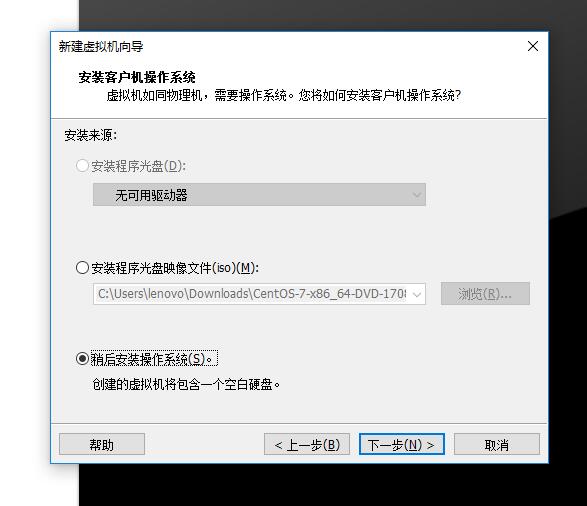 新建虚拟机向导
安装客户机操作系统
虚拟机如同物理机，需要操作系统。您将如何安装客户机操作系统?
安装来源:
安装程序光盘(D):
无可用驱动器
安装程序光盘映像文件(iso)(M):
C:\Users\lenovo\Downloads\CentOS-7-x86_64-DVD-1708
浏览(R)...
稍后安装操作系统(S)。
创建的虚拟机将包含一个空白硬盘。
帮助
< 上一步(B)
下一步(N) >
取消